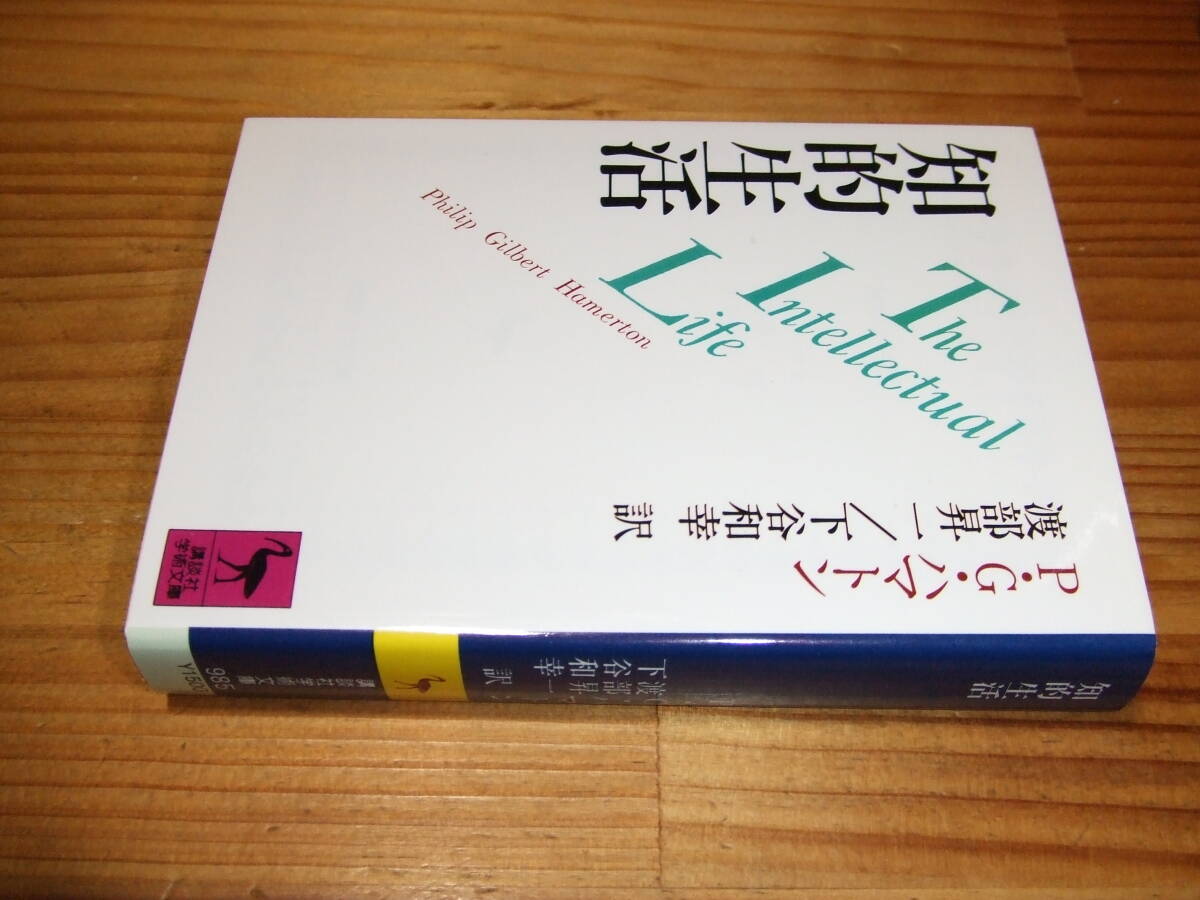 知的生活
The
Intellectual
Life
Philip Gilbert Hamerton
P・G・ハマトン
渡部昇一／下谷和幸 訳
講談社
学術文庫
知的生活
渡部昇一
下谷和幸 訳
講談社学術文庫
985